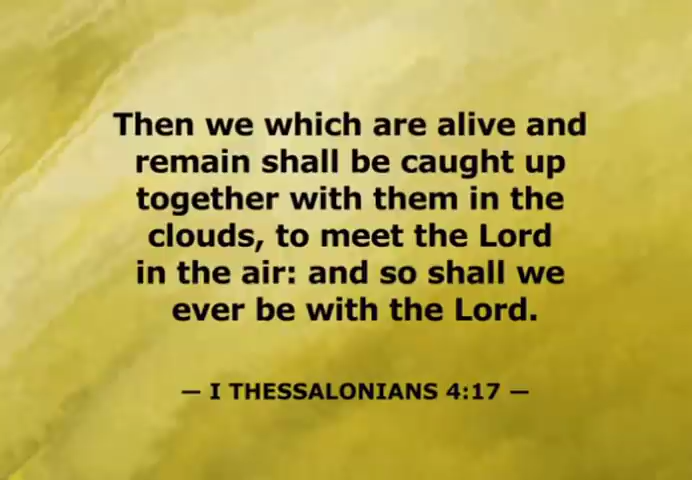 Then we which are alive and
remain shall be caught up
together with them in the
clouds, to meet the Lord
in the air: and so shall we
ever be with the Lord.
— I THESSALONIANS 4:17 —